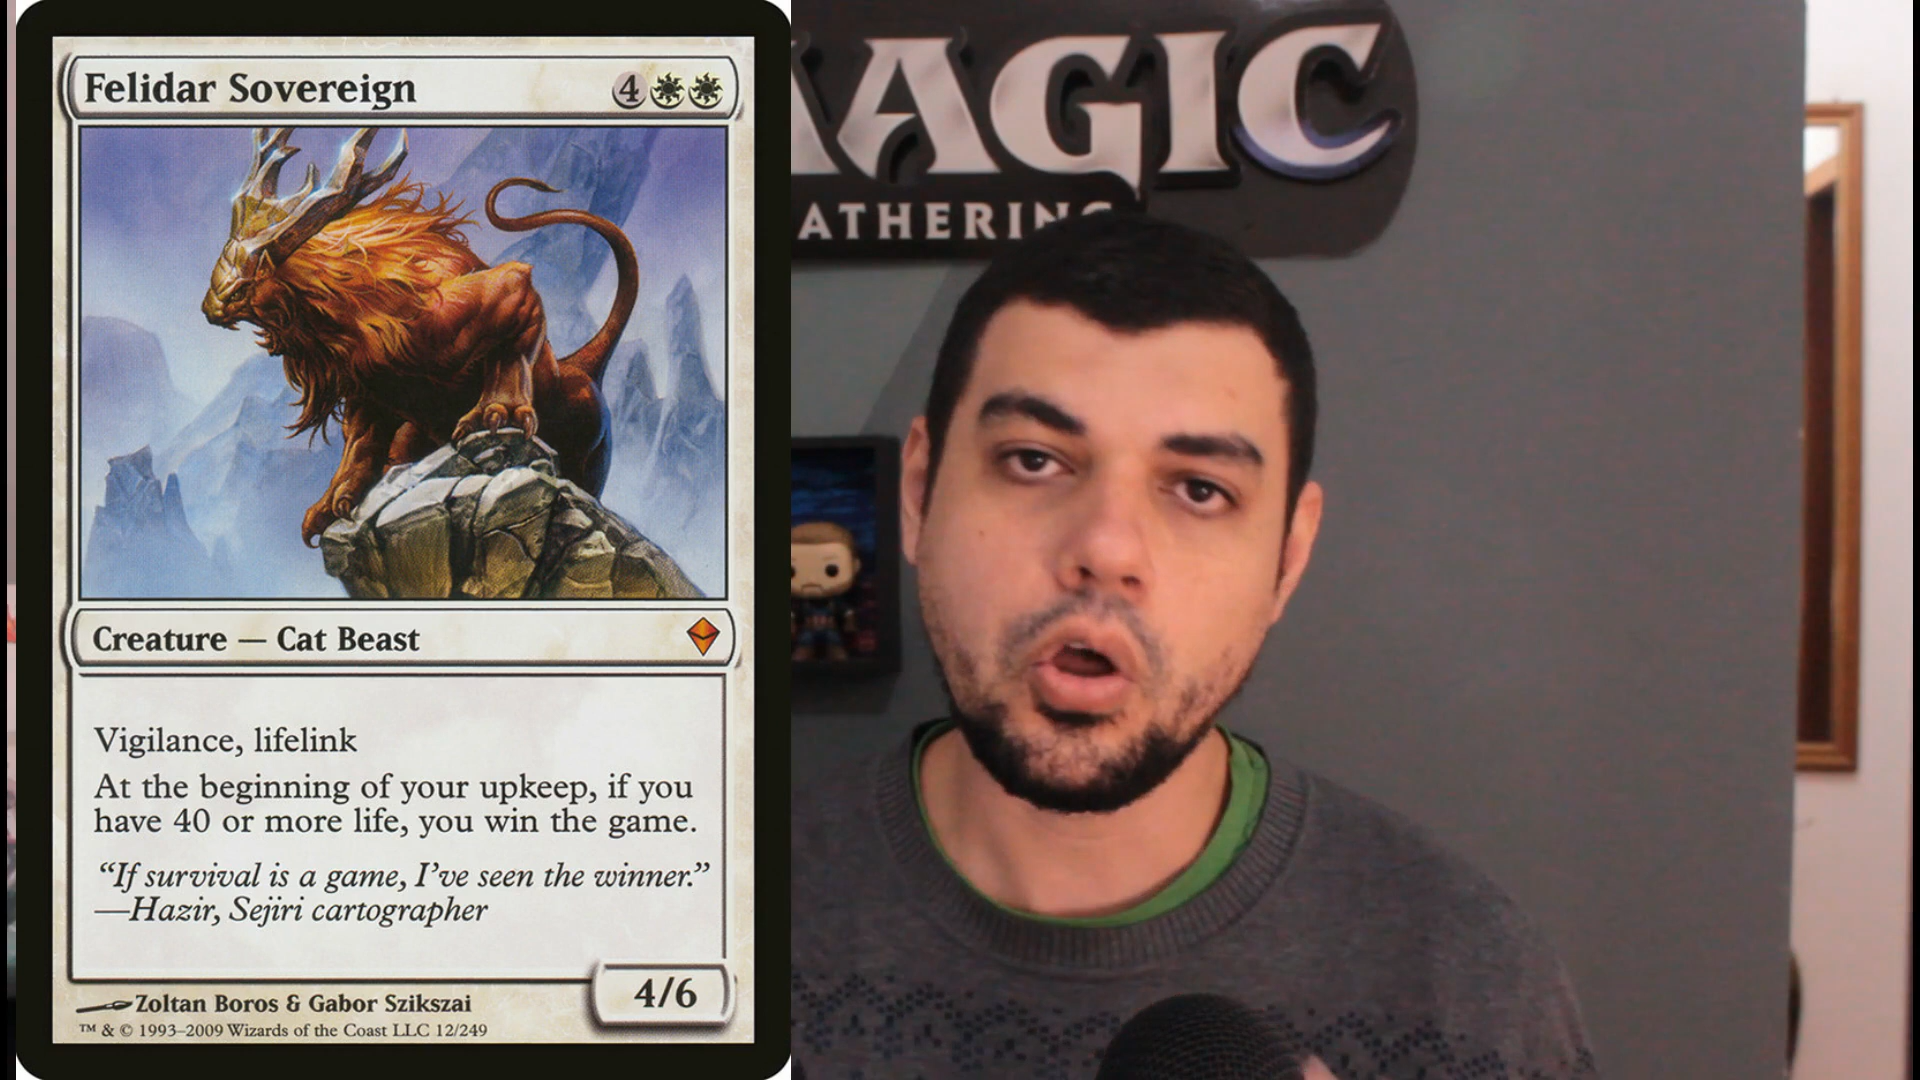 Felidar Sovereign 4
Creature — Cat Beast
Vigilance, lifelink
At the beginning of your upkeep, if you
have 40 or more life, you win the game.
“If survival is a game, I’ve seen the winner.”
—Hazir, Sejiri cartographer
4/6
Zoltan Boros & Gabor Szikszai
™ & © 1993–2009 Wizards of the Coast LLC 12/249
MAGIC
ATHERING